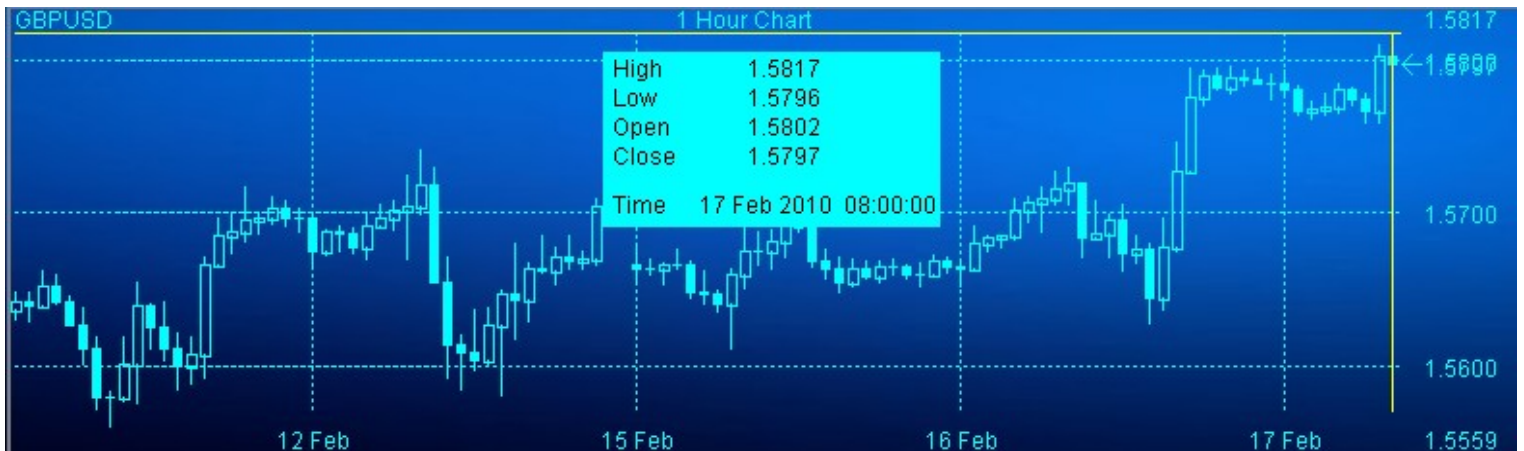 GBPUSD 1 Hour Chart 1.5817
High 1.5817
Low 1.5796
Open 1.5802
Close 1.5797
Time 17 Feb 2010 08:00:00
1.5700
1.5600
12 Feb 15 Feb 16 Feb 17 Feb 1.5559